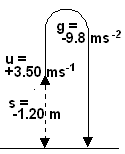 g =
-9.8 ms-2
u =
+3.50 ms-1
s =
-1.20 m